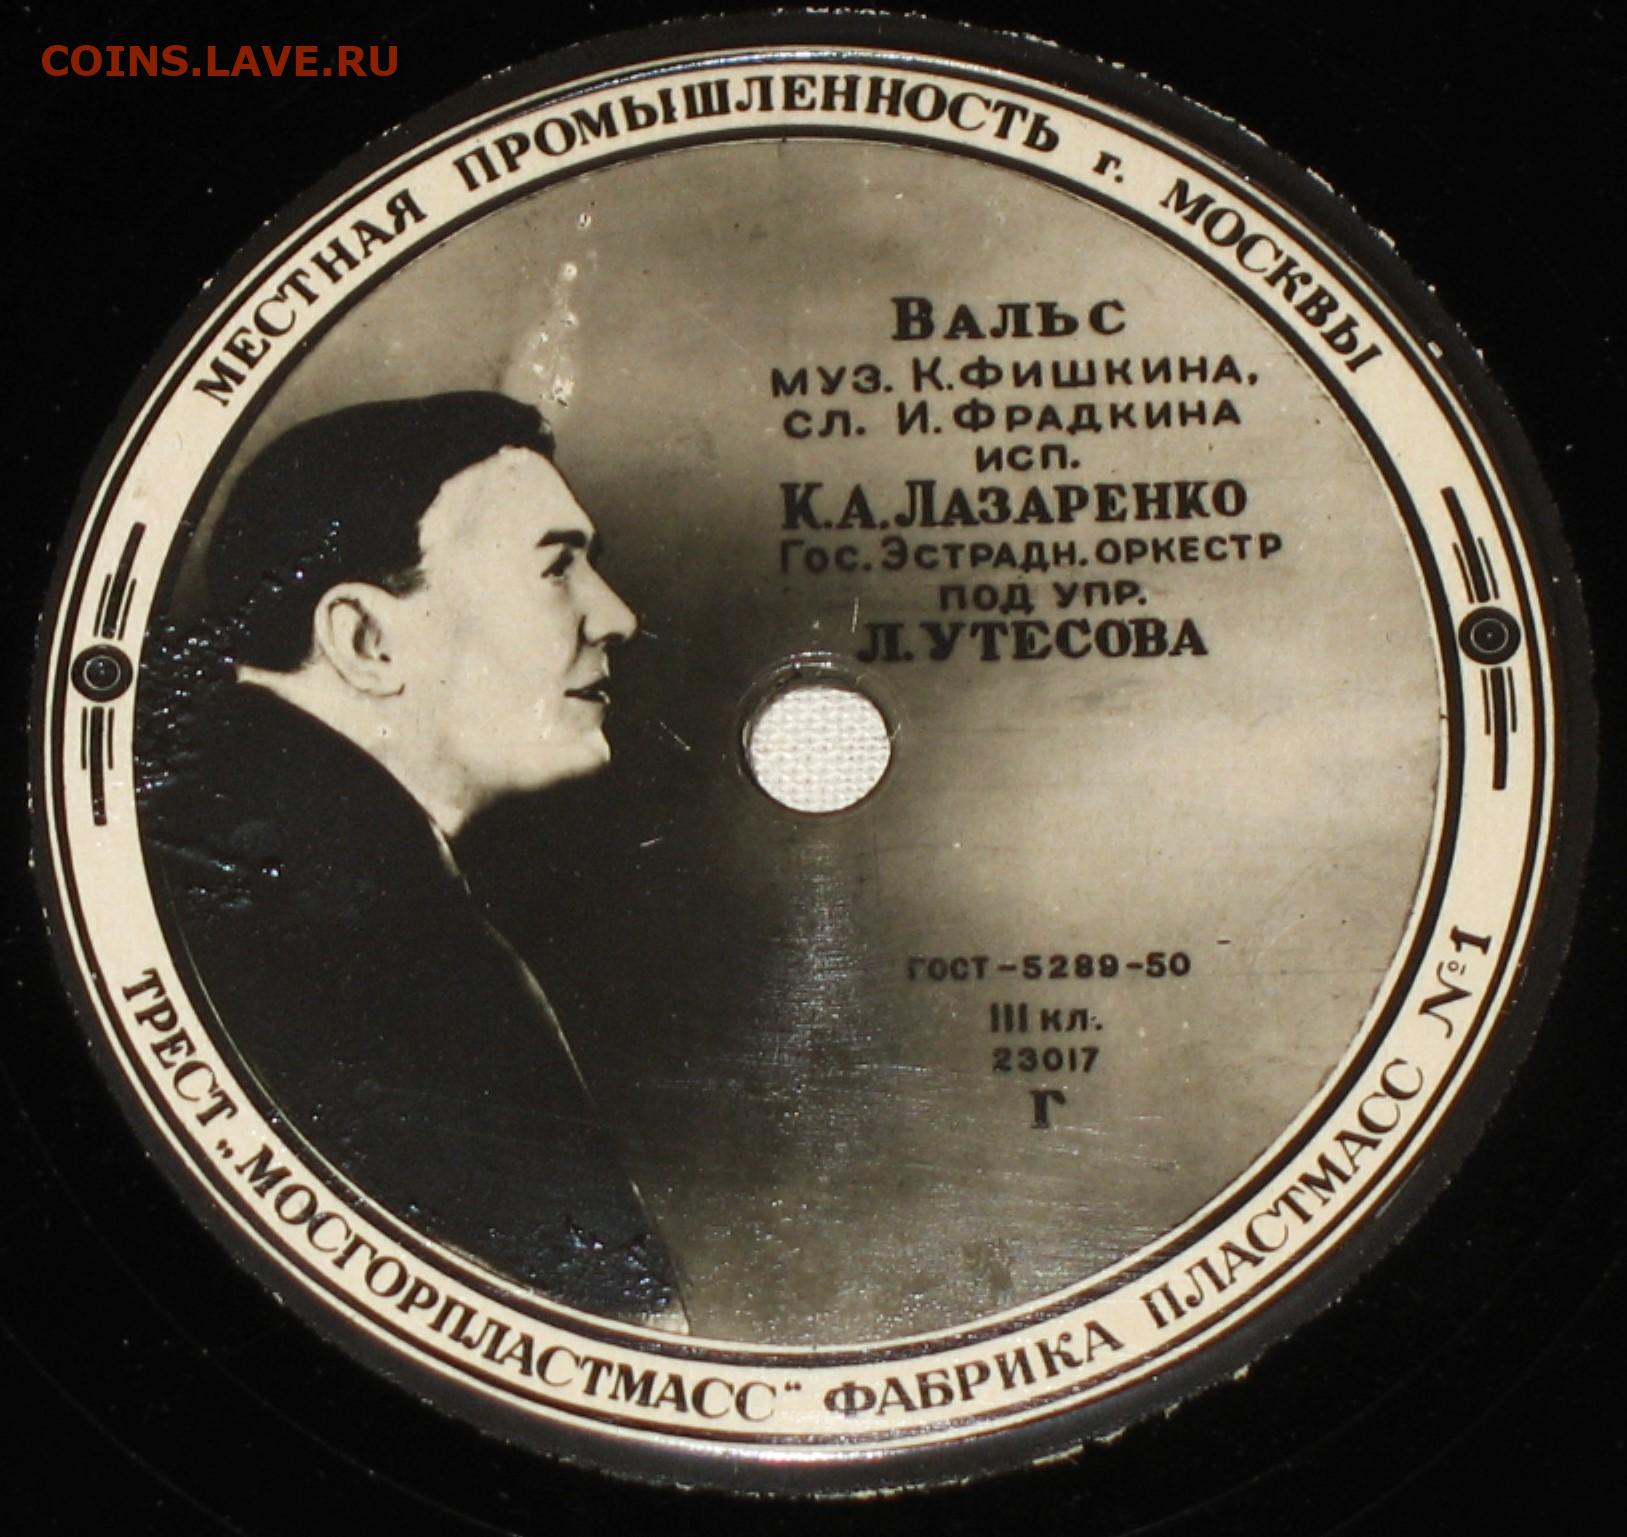 COINS.LAVE.RU
МЕСТНАЯ ПРОМЫШЛЕННОСТЬ г. МОСКВЫ
ВАЛЬС
МУЗ. К. ФИШКИНА,
СЛ. И. ФРАДКИНА
ИСП.
К.А. ЛАЗАРЕНКО
ГОС. ЭСТРАДН. ОРКЕСТР
ПОД УПР.
Л. УТЕСОВА
ГОСТ-5289-50
III КЛ.
23017
Г
ТРЕСТ „МОСГОРПЛАСТМАСС“ ФАБРИКА ПЛАСТМАСС №1